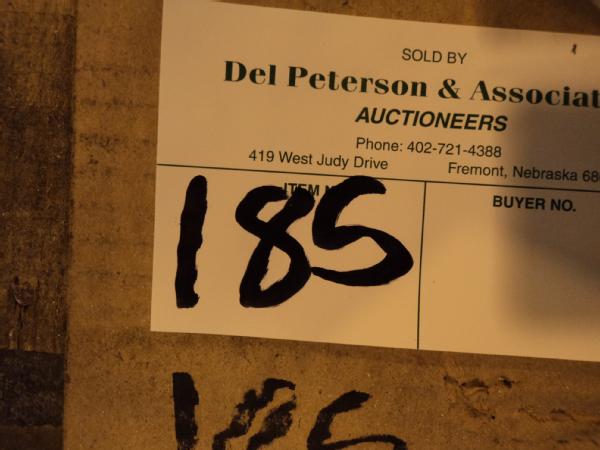 SOLD BY
Del Peterson & Associat
AUCTIONEERS
Phone: 402-721-4388
419 West Judy Drive Fremont, Nebraska 68
ITEM N BUYER NO.
185
185